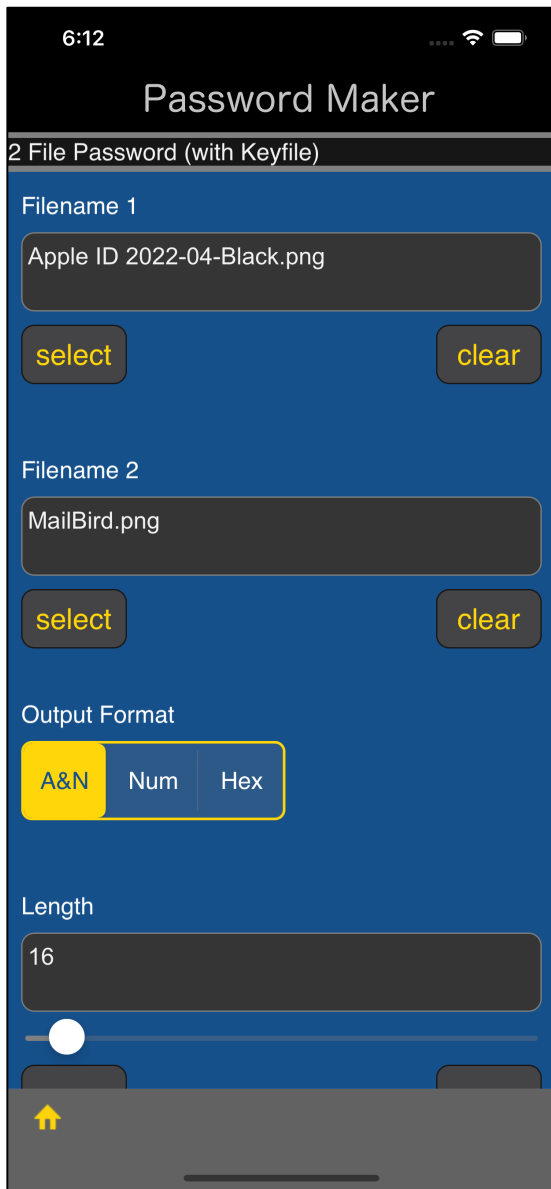 6:12
Password Maker
2 File Password (with Keyfile)
Filename 1
Apple ID 2022-04-Black.png
select clear
Filename 2
MailBird.png
select clear
Output Format
A&N Num Hex
Length
16